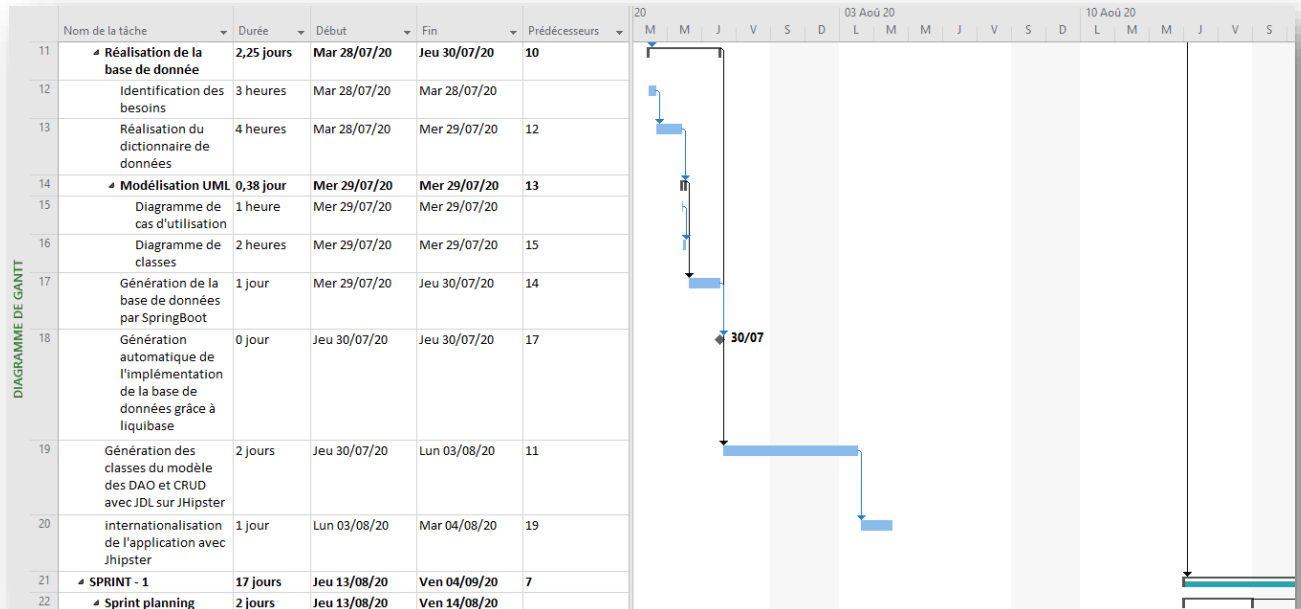 20 03 Aoû 20 10 Aoû 20
Nom de la tâche Durée Début Fin Prédécesseurs M M J V S D L M M J V S D L M M J V S
11 Réalisation de la 2,25 jours Mar 28/07/20 Jeu 30/07/20 10
base de donnée
12 Identification des 3 heures Mar 28/07/20 Mar 28/07/20
besoins
13 Réalisation du 4 heures Mar 28/07/20 Mer 29/07/20 12
dictionnaire de
données
14 Modélisation UML 0,38 jour Mer 29/07/20 Mer 29/07/20 13
15 Diagramme de 1 heure Mer 29/07/20 Mer 29/07/20
cas d'utilisation
16 Diagramme de 2 heures Mer 29/07/20 Mer 29/07/20 15
classes
17 Génération de la 1 jour Mer 29/07/20 Jeu 30/07/20 14
base de données
par SpringBoot
18 Génération 0 jour Jeu 30/07/20 Jeu 30/07/20 17 30/07
automatique de
l'implémentation
de la base de
données grâce à
liquibase
19 Génération des 2 jours Jeu 30/07/20 Lun 03/08/20 11
classes du modèle
des DAO et CRUD
avec JDL sur JHipster
20 internationalisation 1 jour Lun 03/08/20 Mar 04/08/20 19
de l'application avec
Jhipster
21 SPRINT - 1 17 jours Jeu 13/08/20 Ven 04/09/20 7
22 Sprint planning 2 jours Jeu 13/08/20 Ven 14/08/20
DIAGRAMME DE GANTT